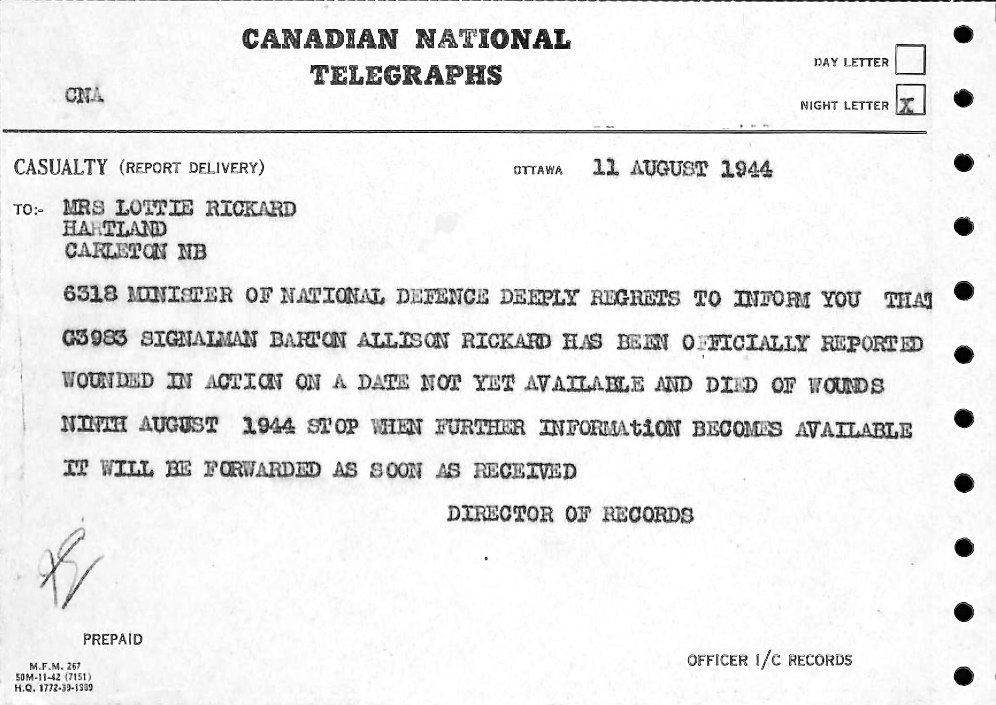 CANADIAN NATIONAL
TELEGRAPHS
DAY LETTER
CNA
NIGHT LETTER X
CASUALTY (REPORT DELIVERY) OTTAWA 11 AUGUST 1944
TO:- MRS LOTTIE RICKARD
HARTLAND
CARLETON NB
6318 MINISTER OF NATIONAL DEFENCE DEEPLY REGRETS TO INFORM YOU THAT
G3983 SIGNALMAN BARTON ALLISON RICKARD HAS BEEN OFFICIALLY REPORTED
WOUNDED IN ACTION ON A DATE NOT YET AVAILABLE AND DIED OF WOUNDS
NINTH AUGUST 1944 STOP WHEN FURTHER INFORMAtiON BECOMES AVAILABLE
IT WILL BE FORWARDED AS SOON AS RECEIVED
DIRECTOR OF RECORDS
PREPAID
OFFICER I/C RECORDS
M.F.M. 267
50M-11-42 (7151)
H.Q. 1772-39-1989